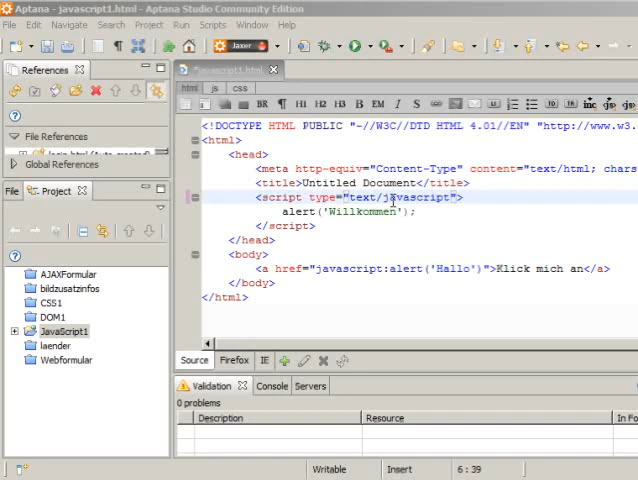 Aptana - javascript1.html - Aptana Studio Community Edition
File Edit Navigate Search Project Run Scripts Window Help
Jaxer
References
File References
Global References
File Project
AJAXFormular
bildzusatzinfos
CSS1
DOM1
JavaScript1
laender
Webformular
*javascript1.html
html js css
BR ¶ H1 H2 H3 B EM I S
<!DOCTYPE HTML PUBLIC "-//W3C//DTD HTML 4.01//EN" "http://www.w3.
<html>
<head>
<meta http-equiv="Content-Type" content="text/html; chars
<title>Untitled Document</title>
<script type="text/javascript">
alert('Willkommen');
</script>
</head>
<body>
<a href="javascript:alert('Hallo')">Klick mich an</a>
</body>
</html>
Source Firefox IE
Validation Console Servers
0 problems
Description Resource In Fo
Writable Insert 6 : 39